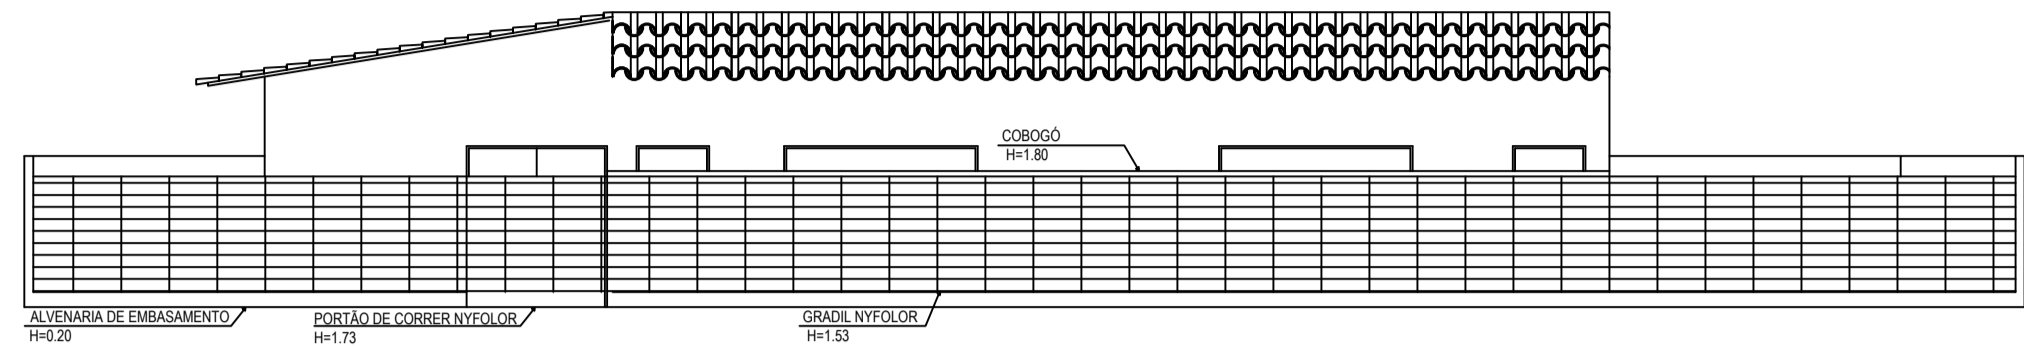 COBOGÓ
H=1.80
ALVENARIA DE EMBASAMENTO
H=0.20
PORTÃO DE CORRER NYFOLOR
H=1.73
GRADIL NYFOLOR
H=1.53